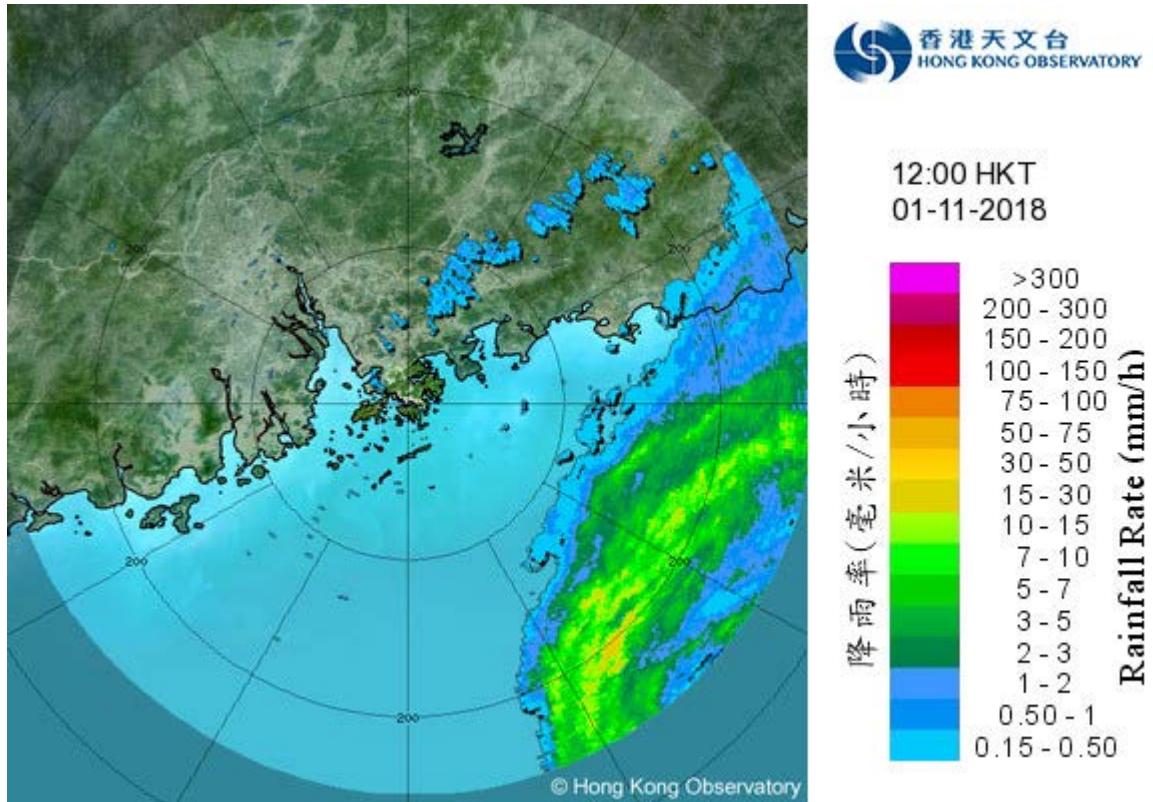 香港天文台
HONG KONG OBSERVATORY
12:00 HKT
01-11-2018
>300
200 - 300
150 - 200
100 - 150
75 - 100
50 - 75
30 - 50
15 - 30
10 - 15
7 - 10
5 - 7
3 - 5
2 - 3
1 - 2
0.50 - 1
0.15 - 0.50
降雨率(毫米/小時)
Rainfall Rate (mm/h)
200
200
200
200
200
200
© Hong Kong Observatory